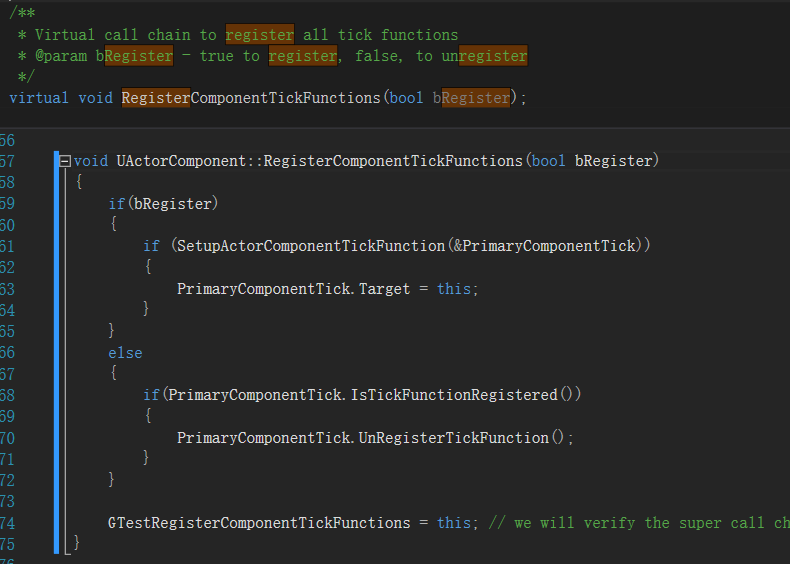 /**
 * Virtual call chain to register all tick functions
 * @param bRegister - true to register, false, to unregister
 */
virtual void RegisterComponentTickFunctions(bool bRegister);
56
57 void UActorComponent::RegisterComponentTickFunctions(bool bRegister)
58 {
59     if(bRegister)
60     {
61         if (SetupActorComponentTickFunction(&PrimaryComponentTick))
62         {
63             PrimaryComponentTick.Target = this;
64         }
65     }
66     else
67     {
68         if(PrimaryComponentTick.IsTickFunctionRegistered())
69         {
70             PrimaryComponentTick.UnRegisterTickFunction();
71         }
72     }
73
74     GTestRegisterComponentTickFunctions = this; // we will verify the super call ch
75 }